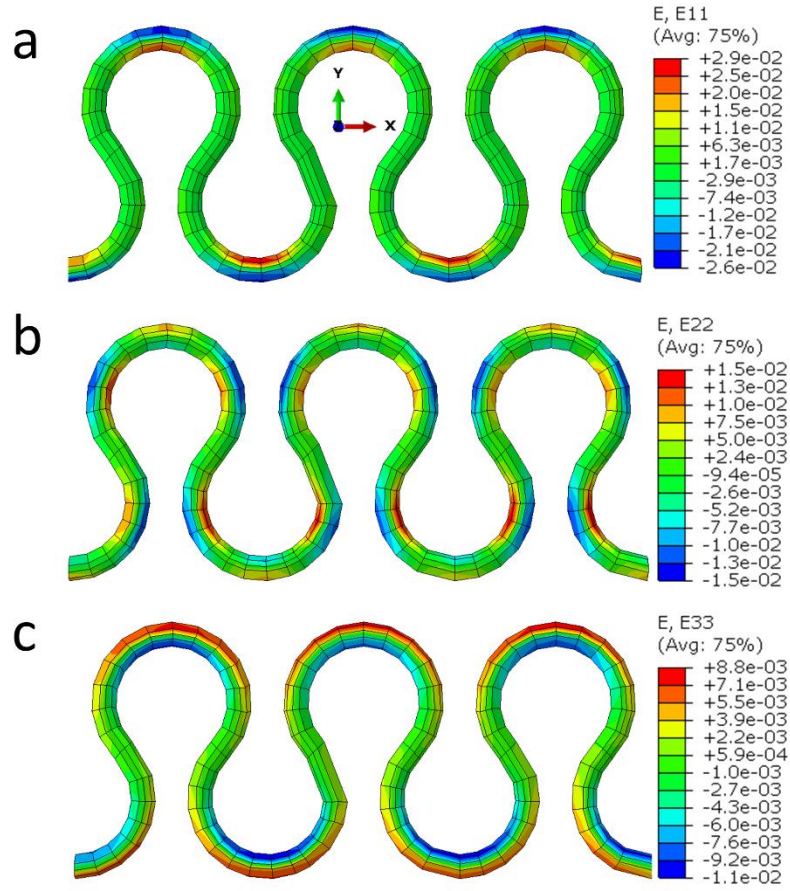 a
E, E11
(Avg: 75%)
+2.9e-02
+2.5e-02
+2.0e-02
+1.5e-02
+1.1e-02
+6.3e-03
+1.7e-03
-2.9e-03
-7.4e-03
-1.2e-02
-1.7e-02
-2.1e-02
-2.6e-02
Y
X
b
E, E22
(Avg: 75%)
+1.5e-02
+1.3e-02
+1.0e-02
+7.5e-03
+5.0e-03
+2.4e-03
-9.4e-05
-2.6e-03
-5.2e-03
-7.7e-03
-1.0e-02
-1.3e-02
-1.5e-02
c
E, E33
(Avg: 75%)
+8.8e-03
+7.1e-03
+5.5e-03
+3.9e-03
+2.2e-03
+5.9e-04
-1.0e-03
-2.7e-03
-4.3e-03
-6.0e-03
-7.6e-03
-9.2e-03
-1.1e-02